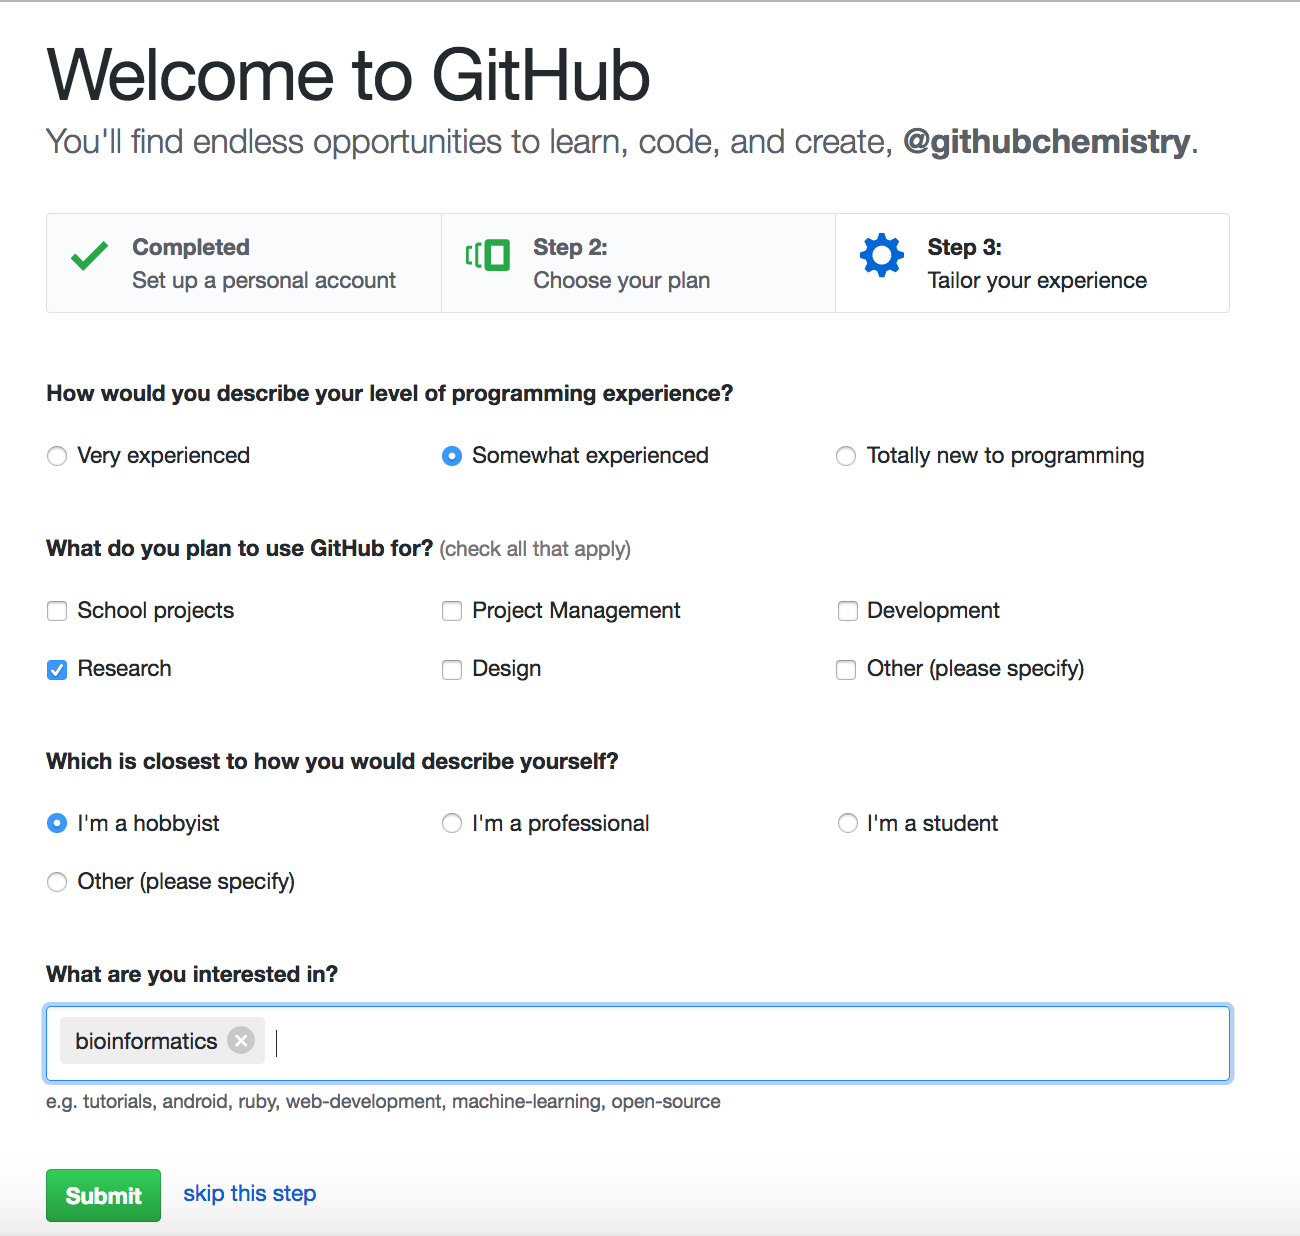 Welcome to GitHub
You'll find endless opportunities to learn, code, and create, @githubchemistry.
Completed
Set up a personal account
Step 2:
Choose your plan
Step 3:
Tailor your experience
How would you describe your level of programming experience?
Very experienced
Somewhat experienced
Totally new to programming
What do you plan to use GitHub for? (check all that apply)
School projects
Project Management
Development
Research
Design
Other (please specify)
Which is closest to how you would describe yourself?
I'm a hobbyist
I'm a professional
I'm a student
Other (please specify)
What are you interested in?
bioinformatics
e.g. tutorials, android, ruby, web-development, machine-learning, open-source
Submit
skip this step